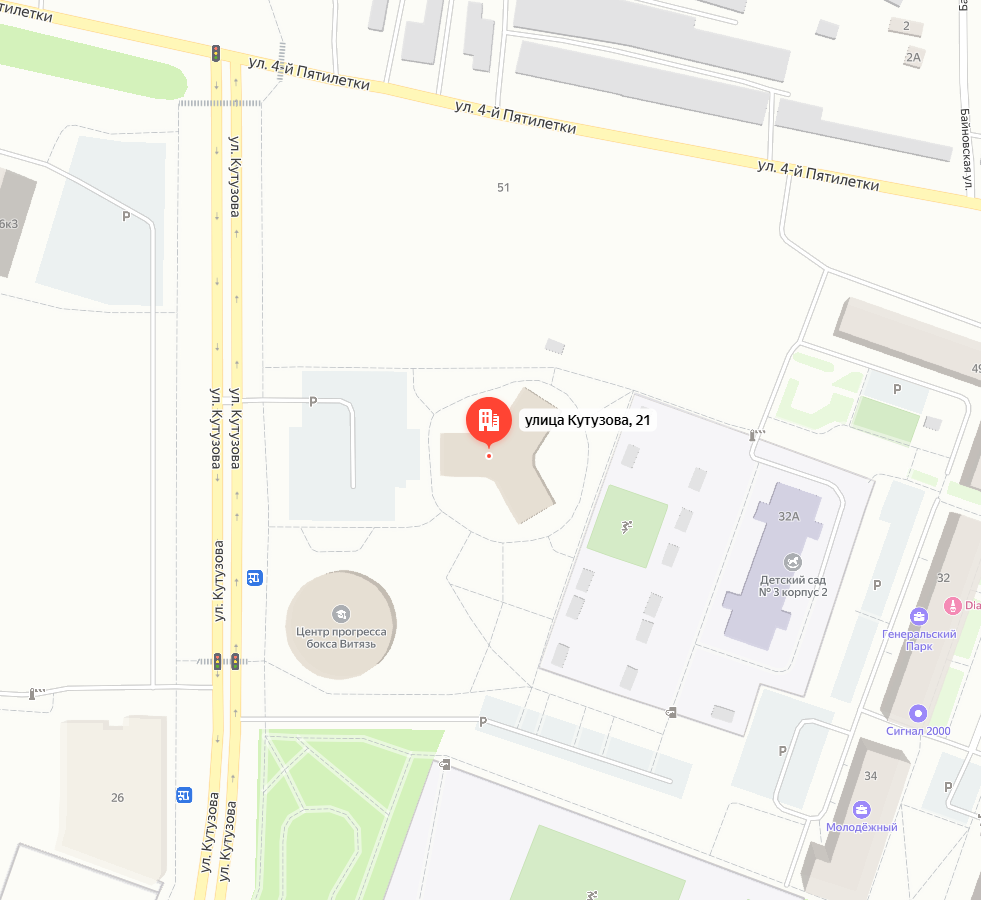 ул. 4-й Пятилетки
2
2А
ул. 4-й Пятилетки
Байновская ул.
ул. Кутузова
ул. 4-й Пятилетки
51
P
6к3
49
P
P
ул. Кутузова
ул. Кутузова
улица Кутузова, 21
32А
ул. Кутузова
Детский сад
№ 3 корпус 2
32
P
Dia
Центр прогресса
бокса Витязь
Генеральский
Парк
P
Сигнал 2000
P
34
P
26
Молодёжный
ул. Кутузова
ул. Кутузова